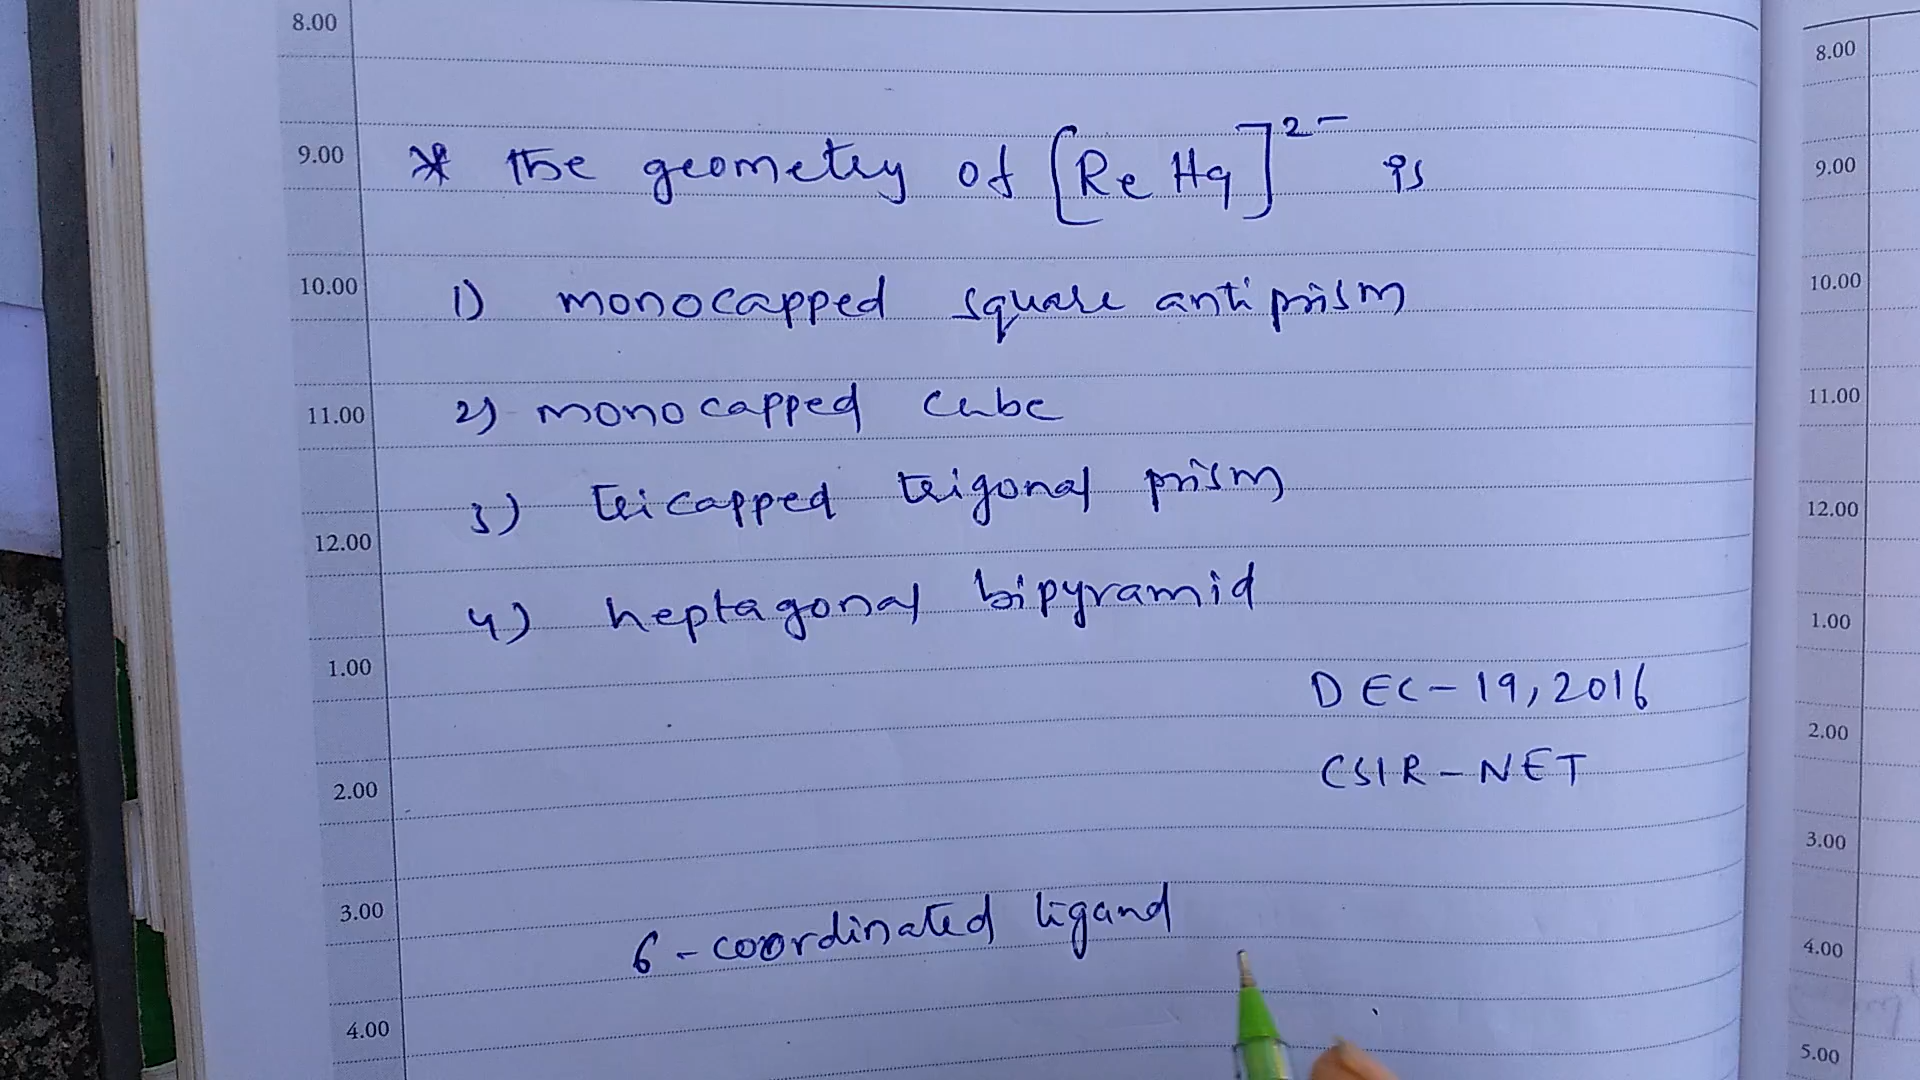 8.00
9.00 * the geometry of [Re H9]2- is
10.00 1) monocapped square antiprism
11.00 2) monocapped cube
3) tricapped trigonal prism
12.00
4) heptagonal bipyramid
1.00
DEC-19, 2016
2.00 CSIR-NET
3.00 6-coordinated ligand
4.00
8.00
9.00
10.00
11.00
12.00
1.00
2.00
3.00
4.00
5.00